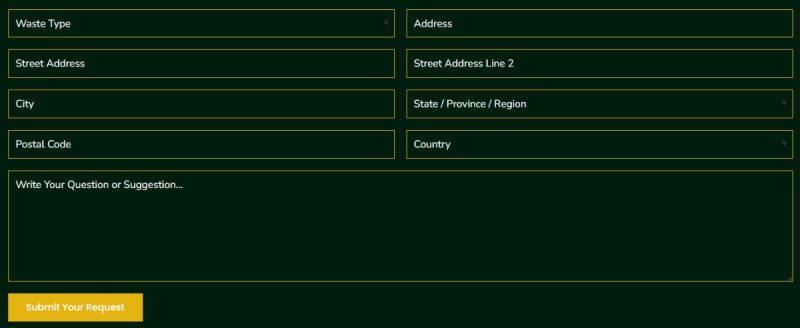 Waste Type
Address
Street Address
Street Address Line 2
City
State / Province / Region
Postal Code
Country
Write Your Question or Suggestion...
Submit Your Request